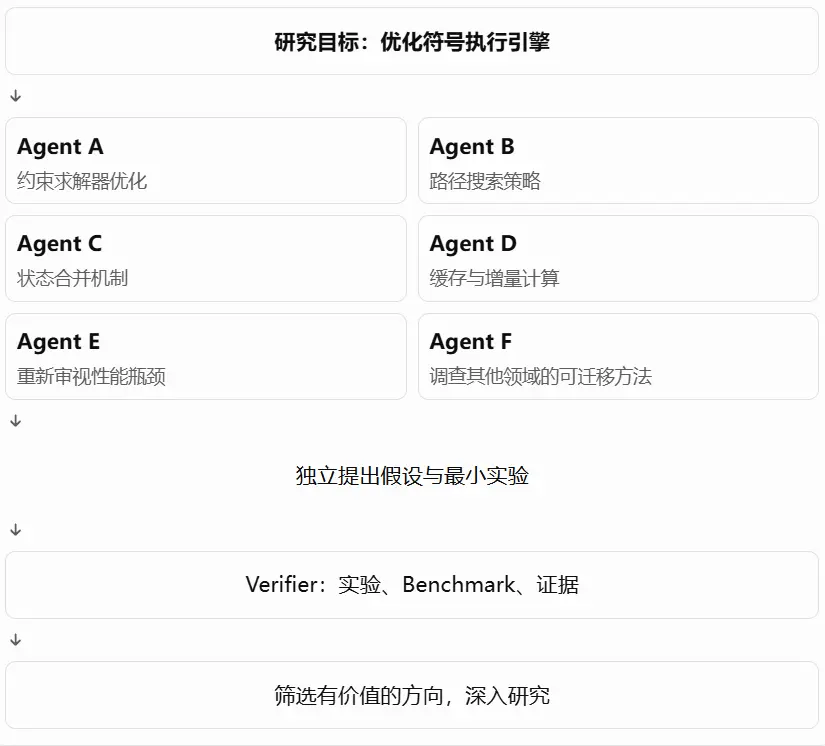 研究目标：优化符号执行引擎
Agent A
约束求解器优化
Agent B
路径搜索策略
Agent C
状态合并机制
Agent D
缓存与增量计算
Agent E
重新审视性能瓶颈
Agent F
调查其他领域的可迁移方法
独立提出假设与最小实验
Verifier：实验、Benchmark、证据
筛选有价值的方向，深入研究